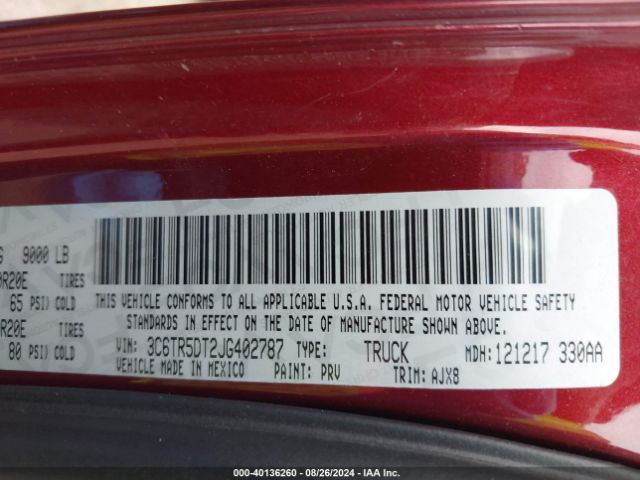 G 9000 LB
0R20E TIRES
65 PSI) COLD
R20E TIRES
80 PSI) COLD
THIS VEHICLE CONFORMS TO ALL APPLICABLE U.S.A. FEDERAL MOTOR VEHICLE SAFETY
STANDARDS IN EFFECT ON THE DATE OF MANUFACTURE SHOWN ABOVE.
VIN: 3C6TR5DT2JG402787 TYPE: TRUCK MDH: 121217 330AA
VEHICLE MADE IN MEXICO PAINT: PRV TRIM: AJX8
000-40136260 - 08/26/2024 - IAA Inc.